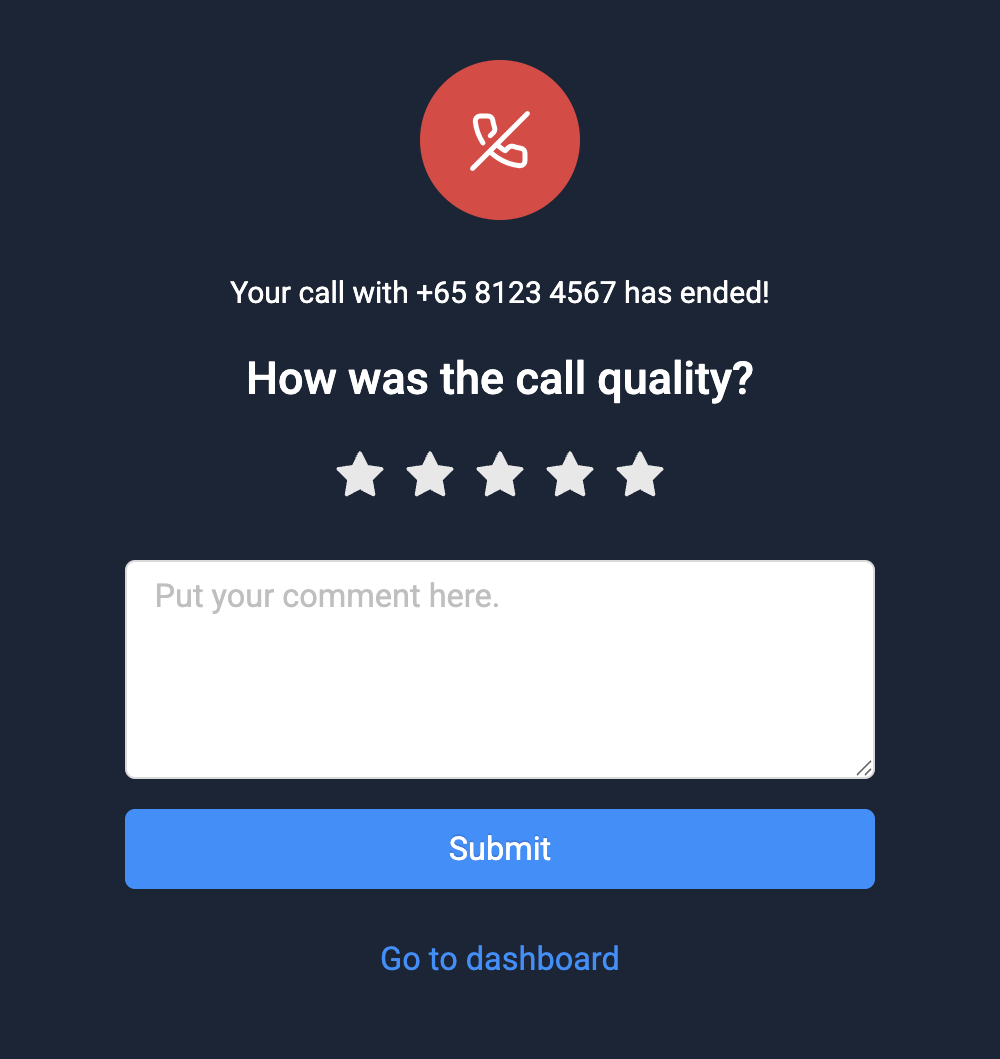 Your call with +65 8123 4567 has ended!
How was the call quality?
Put your comment here.
Submit
Go to dashboard